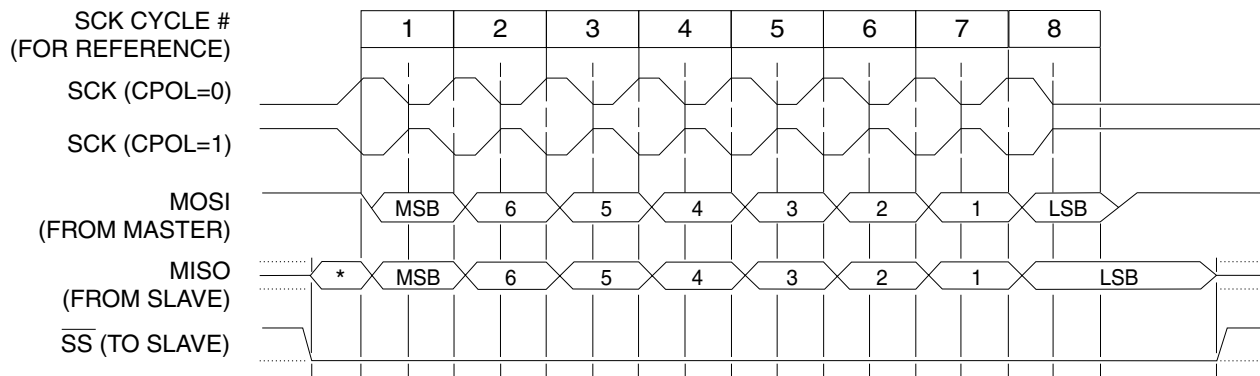 SCK CYCLE # 1 2 3 4 5 6 7 8
(FOR REFERENCE)
SCK (CPOL=0)
SCK (CPOL=1)
MOSI MSB 6 5 4 3 2 1 LSB
(FROM MASTER)
MISO * MSB 6 5 4 3 2 1 LSB
(FROM SLAVE)
SS (TO SLAVE)